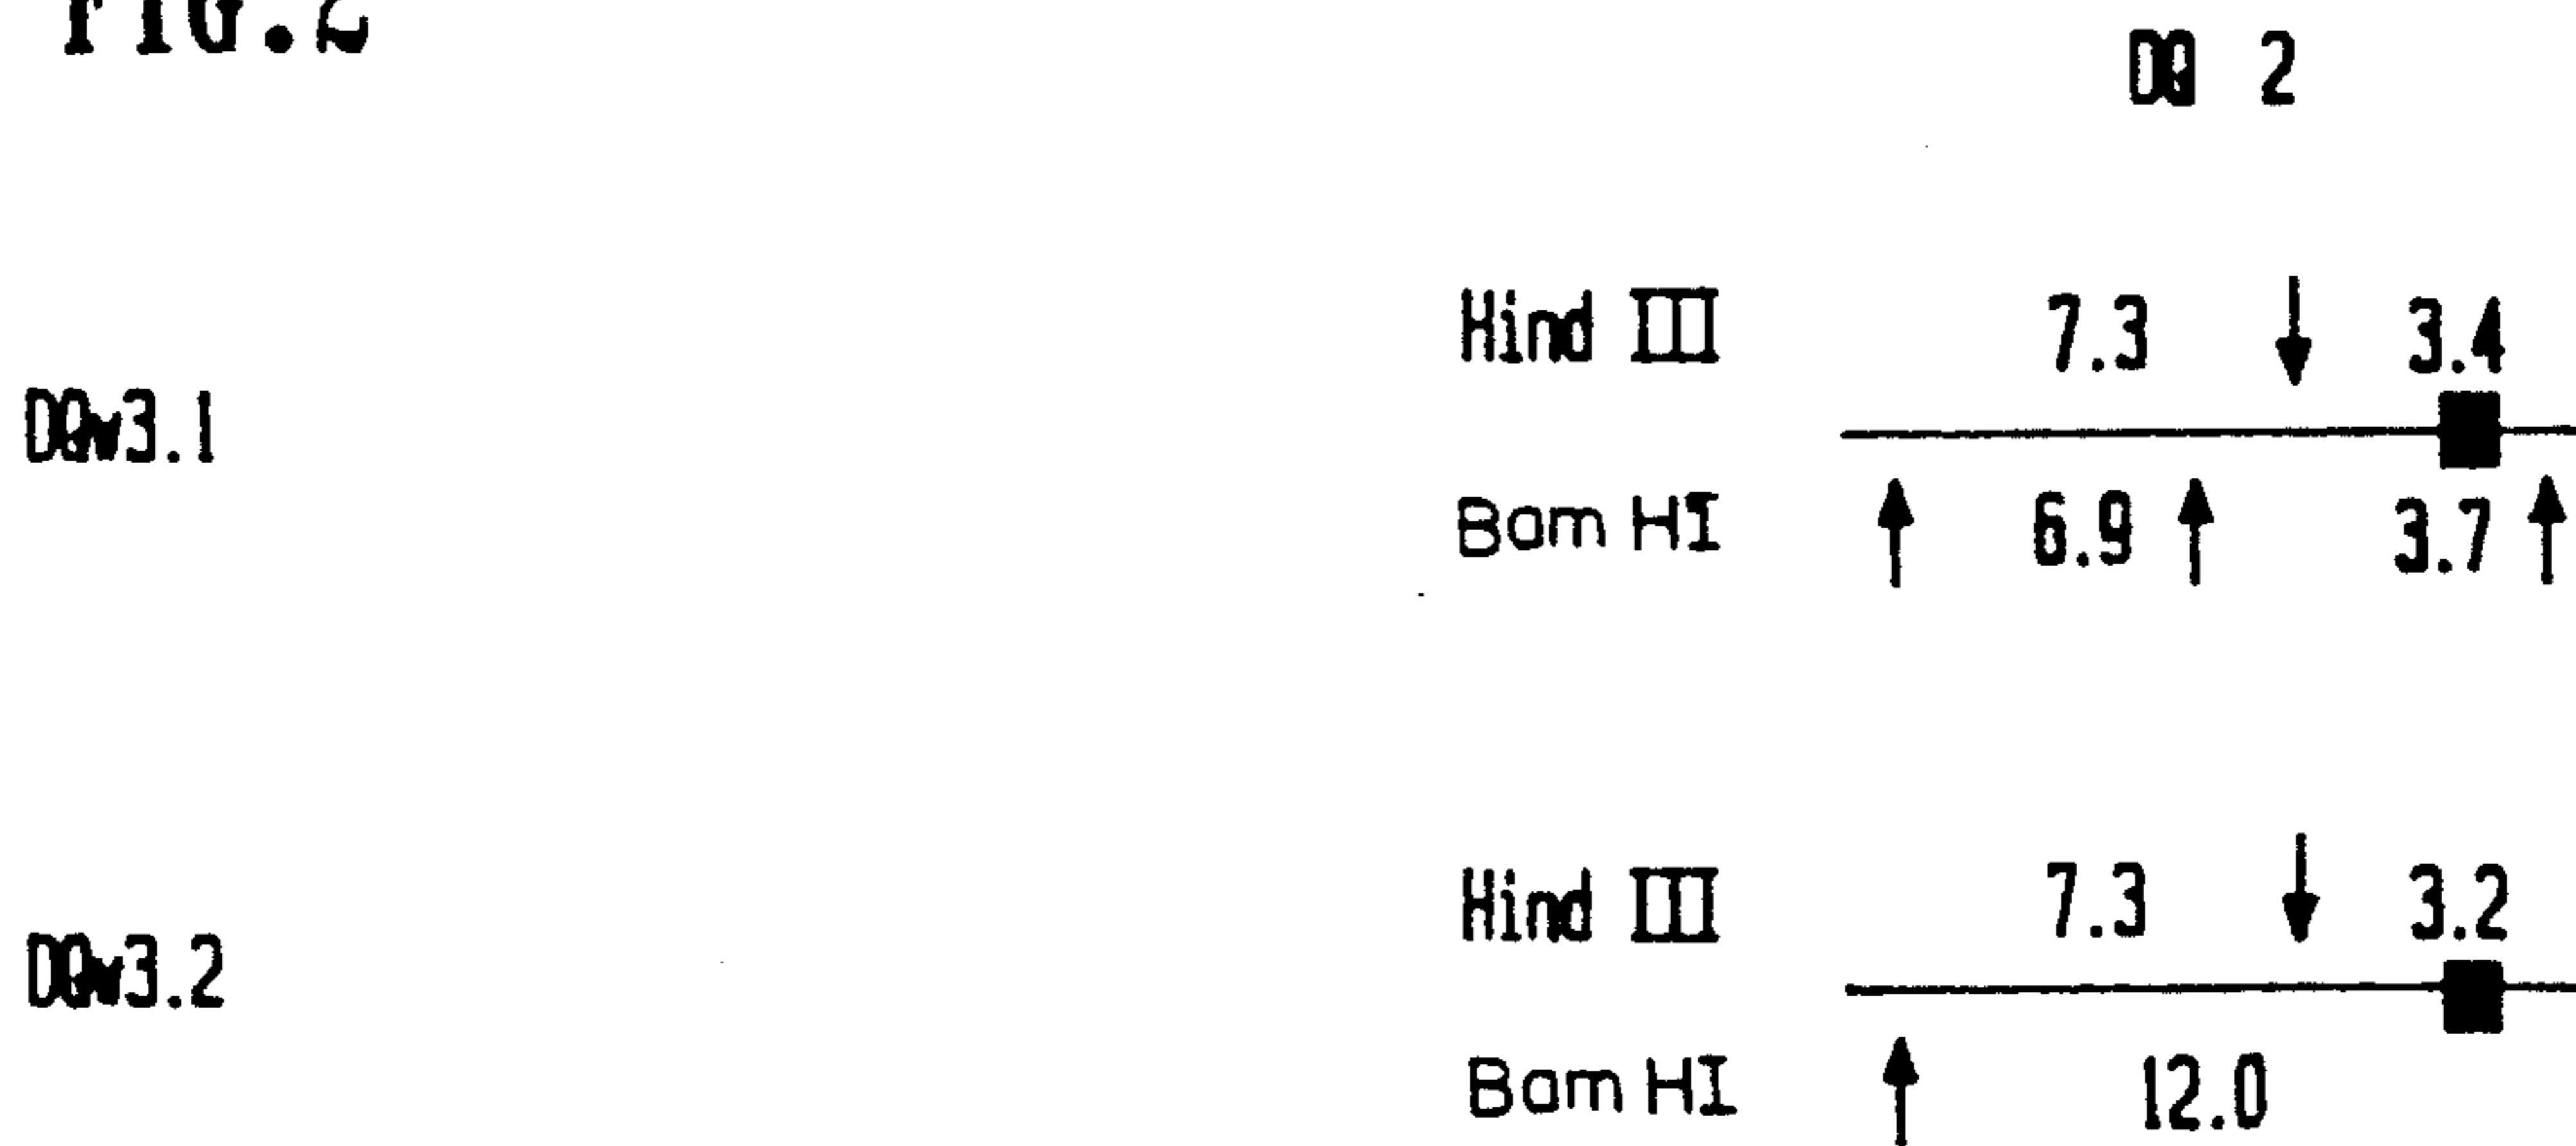 FIG.2
DQ 2
Hind III 7.3 3.4
DQw3.1
Bam HI 6.9 3.7
Hind III 7.3 3.2
DQw3.2
Bam HI 12.0